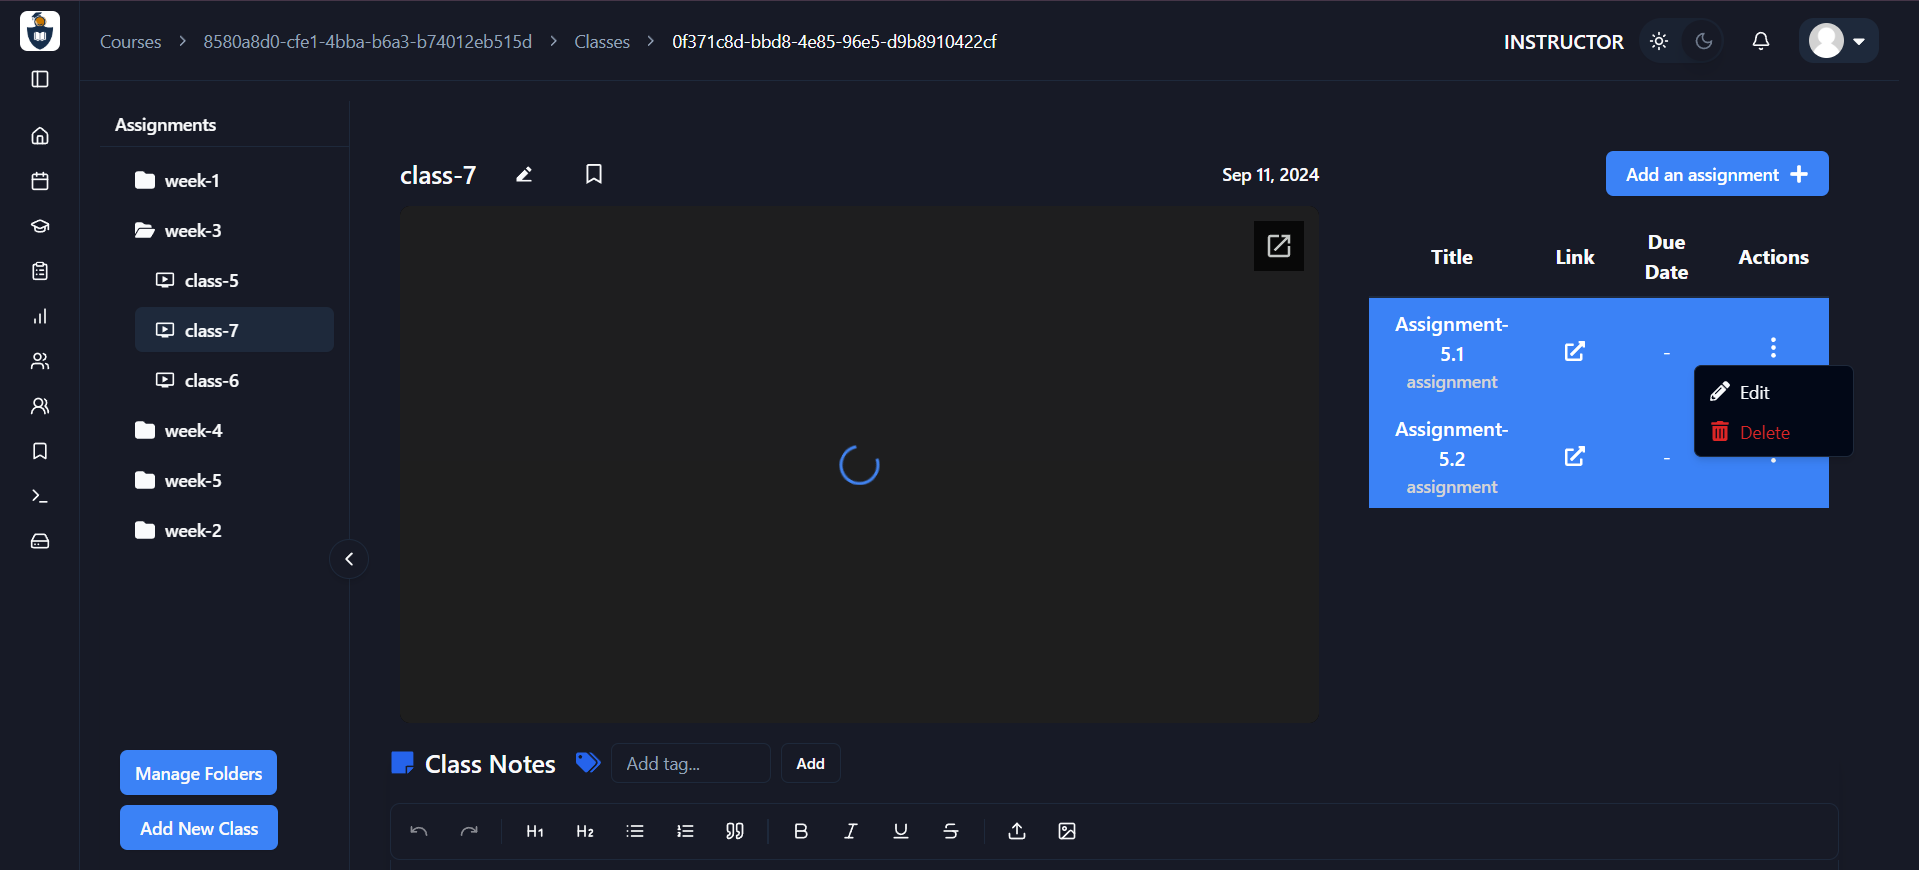 Courses > 8580a8d0-cfe1-4bba-b6a3-b74012eb515d > Classes > 0f371c8d-bbd8-4e85-96e5-d9b8910422cf
INSTRUCTOR
Assignments
week-1
week-3
class-5
class-7
class-6
week-4
week-5
week-2
Manage Folders
Add New Class
class-7
Sep 11, 2024
Add an assignment +
Title Link Due Date Actions
Assignment-
5.1
assignment
-
Edit
Delete
Assignment-
5.2
assignment
-
Class Notes
Add tag...
Add
H1 H2
B I U S